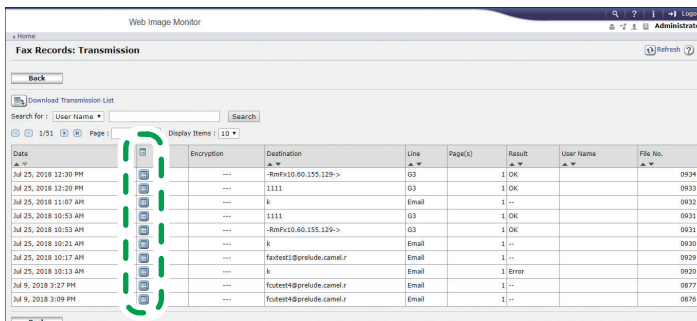 Web Image Monitor
? i Logo
Home
Administrat
Fax Records: Transmission
Refresh ?
Back
Download Transmission List
Search for : User Name Search
1/51 Page : Display Items : 10
Date Encryption Destination Line Page(s) Result User Name File No.
Jul 25, 2018 12:30 PM --- -RmFx10.60.155.129-> G3 1 OK 0934
Jul 25, 2018 12:20 PM --- 1111 G3 1 OK 0933
Jul 25, 2018 11:07 AM --- k Email 1 -- 0932
Jul 25, 2018 10:53 AM --- 1111 G3 1 OK 0931
Jul 25, 2018 10:53 AM --- -RmFx10.60.155.129-> G3 1 OK 0931
Jul 25, 2018 10:21 AM --- k Email 1 -- 0930
Jul 25, 2018 10:17 AM --- faxtest1@prelude.camel.r Email 1 -- 0929
Jul 25, 2018 10:13 AM --- k Email 1 Error 0920
Jul 9, 2018 3:27 PM --- fcutest4@prelude.camel.r Email 1 -- 0877
Jul 9, 2018 3:09 PM --- fcutest4@prelude.camel.r Email 1 -- 0876